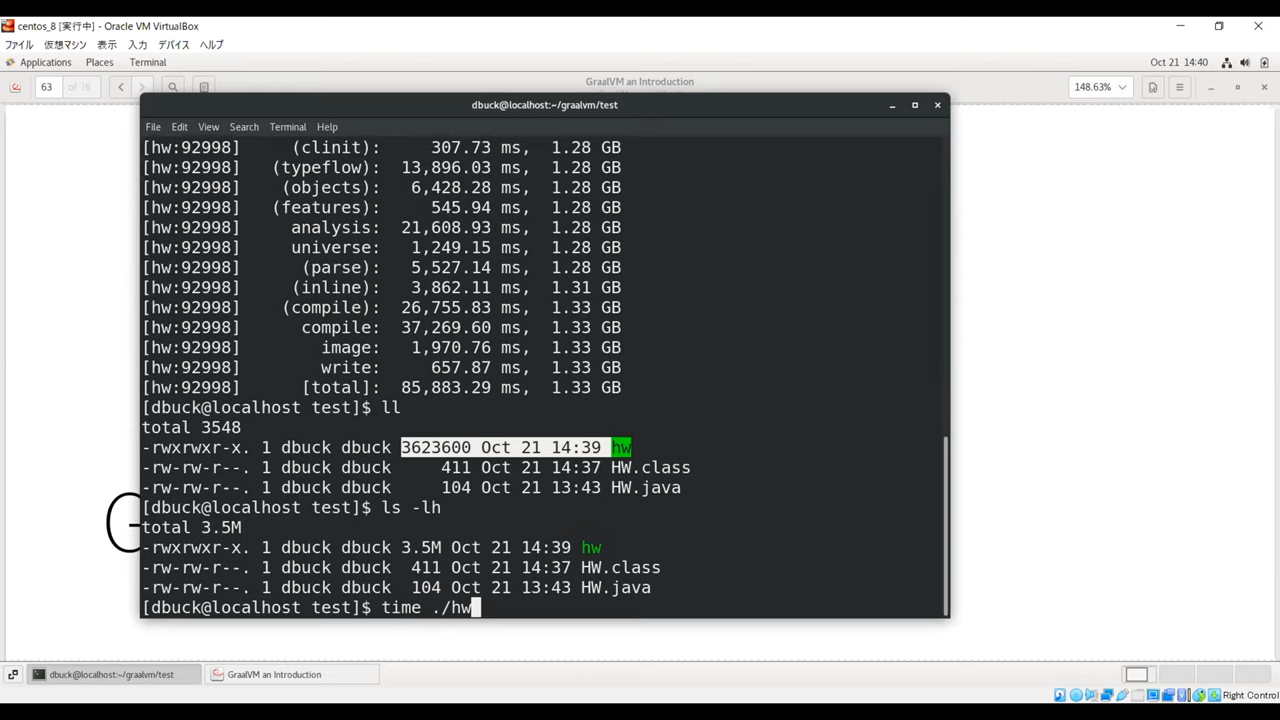 centos_8 [実行中] - Oracle VM VirtualBox
ファイル 仮想マシン 表示 入力 デバイス ヘルプ
Applications Places Terminal Oct 21 14:40
63 of 76 GraalVM an Introduction 148.63%
dbuck@localhost:~/graalvm/test
File Edit View Search Terminal Help
[hw:92998] (clinit): 307.73 ms, 1.28 GB
[hw:92998] (typeflow): 13,896.03 ms, 1.28 GB
[hw:92998] (objects): 6,428.28 ms, 1.28 GB
[hw:92998] (features): 545.94 ms, 1.28 GB
[hw:92998] analysis: 21,608.93 ms, 1.28 GB
[hw:92998] universe: 1,249.15 ms, 1.28 GB
[hw:92998] (parse): 5,527.14 ms, 1.28 GB
[hw:92998] (inline): 3,862.11 ms, 1.31 GB
[hw:92998] (compile): 26,755.83 ms, 1.33 GB
[hw:92998] compile: 37,269.60 ms, 1.33 GB
[hw:92998] image: 1,970.76 ms, 1.33 GB
[hw:92998] write: 657.87 ms, 1.33 GB
[hw:92998] [total]: 85,883.29 ms, 1.33 GB
[dbuck@localhost test]$ ll
total 3548
-rwxrwxr-x. 1 dbuck dbuck 3623600 Oct 21 14:39 hw
-rw-rw-r--. 1 dbuck dbuck 411 Oct 21 14:37 HW.class
-rw-rw-r--. 1 dbuck dbuck 104 Oct 21 13:43 HW.java
[dbuck@localhost test]$ ls -lh
total 3.5M
-rwxrwxr-x. 1 dbuck dbuck 3.5M Oct 21 14:39 hw
-rw-rw-r--. 1 dbuck dbuck 411 Oct 21 14:37 HW.class
-rw-rw-r--. 1 dbuck dbuck 104 Oct 21 13:43 HW.java
[dbuck@localhost test]$ time ./hw
dbuck@localhost:~/graalvm/test GraalVM an Introduction
Right Control